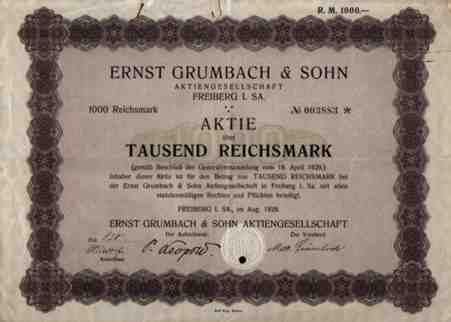 R. M. 1000.—
ERNST GRUMBACH & SOHN
AKTIENGESELLSCHAFT
FREIBERG I. SA.
1000 Reichsmark
№ 003883 *
AKTIE
über
TAUSEND REICHSMARK
(gemäß Beschluß der Generalversammlung vom 18. April 1929.)
Inhaber dieser Aktie ist für den Betrag von TAUSEND REICHSMARK bei
der Ernst Grumbach & Sohn Aktiengesellschaft in Freiberg i. Sa. mit allen
statutenmäßigen Rechten und Pflichten beteiligt.
FREIBERG I. SA., im Aug. 1929.
ERNST GRUMBACH & SOHN AKTIENGESELLSCHAFT
Der Aufsichtsrat:
Der Vorstand: